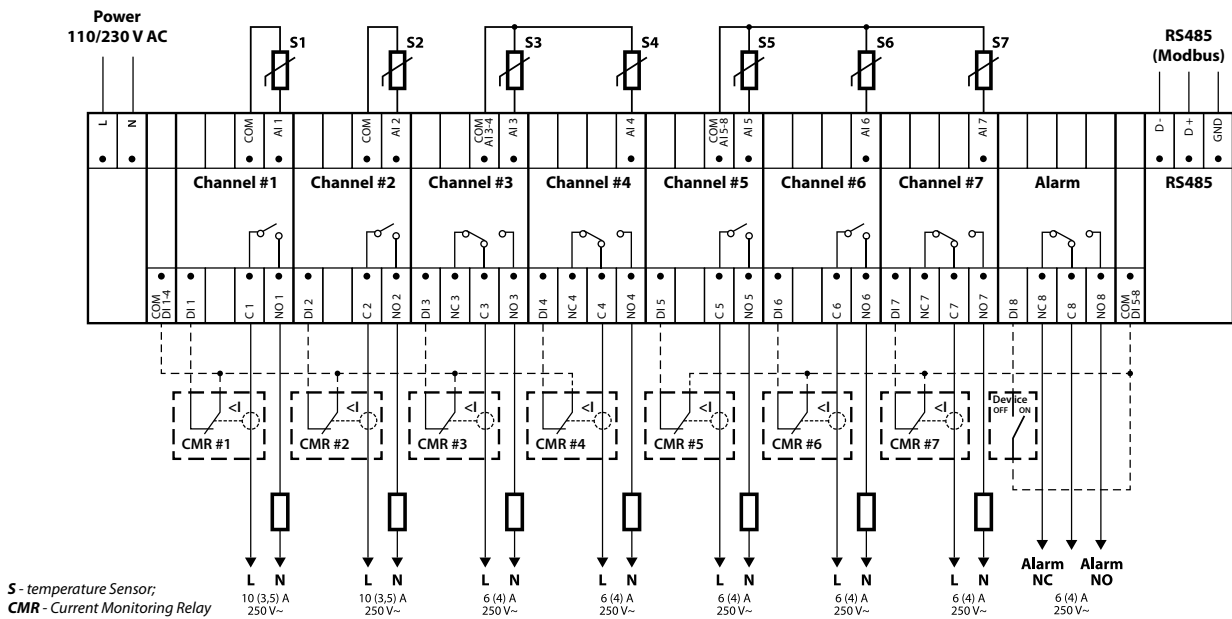 Power
110/230 V AC
S1
S2
S3
S4
S5
S6
S7
RS485
(Modbus)
L
N
COM
AI 1
COM
AI 2
COM
AI 3-4
AI 3
AI 4
COM
AI 5-8
AI 5
AI 6
AI 7
D -
D +
GND
Channel #1
Channel #2
Channel #3
Channel #4
Channel #5
Channel #6
Channel #7
Alarm
RS485
COM
DI 1-4
DI 1
C 1
NO 1
DI 2
C 2
NO 2
DI 3
NC 3
C 3
NO 3
DI 4
NC 4
C 4
NO 4
DI 5
C 5
NO 5
DI 6
C 6
NO 6
DI 7
NC 7
C 7
NO 7
DI 8
NC 8
C 8
NO 8
COM
DI 5-8
<I
CMR #1
<I
CMR #2
<I
CMR #3
<I
CMR #4
<I
CMR #5
<I
CMR #6
<I
CMR #7
Device
OFF ON
L N
10 (3,5) A
250 V~
L N
10 (3,5) A
250 V~
L N
6 (4) A
250 V~
L N
6 (4) A
250 V~
L N
6 (4) A
250 V~
L N
6 (4) A
250 V~
L N
6 (4) A
250 V~
Alarm
NC
Alarm
NO
6 (4) A
250 V~
S - temperature Sensor;
CMR - Current Monitoring Relay